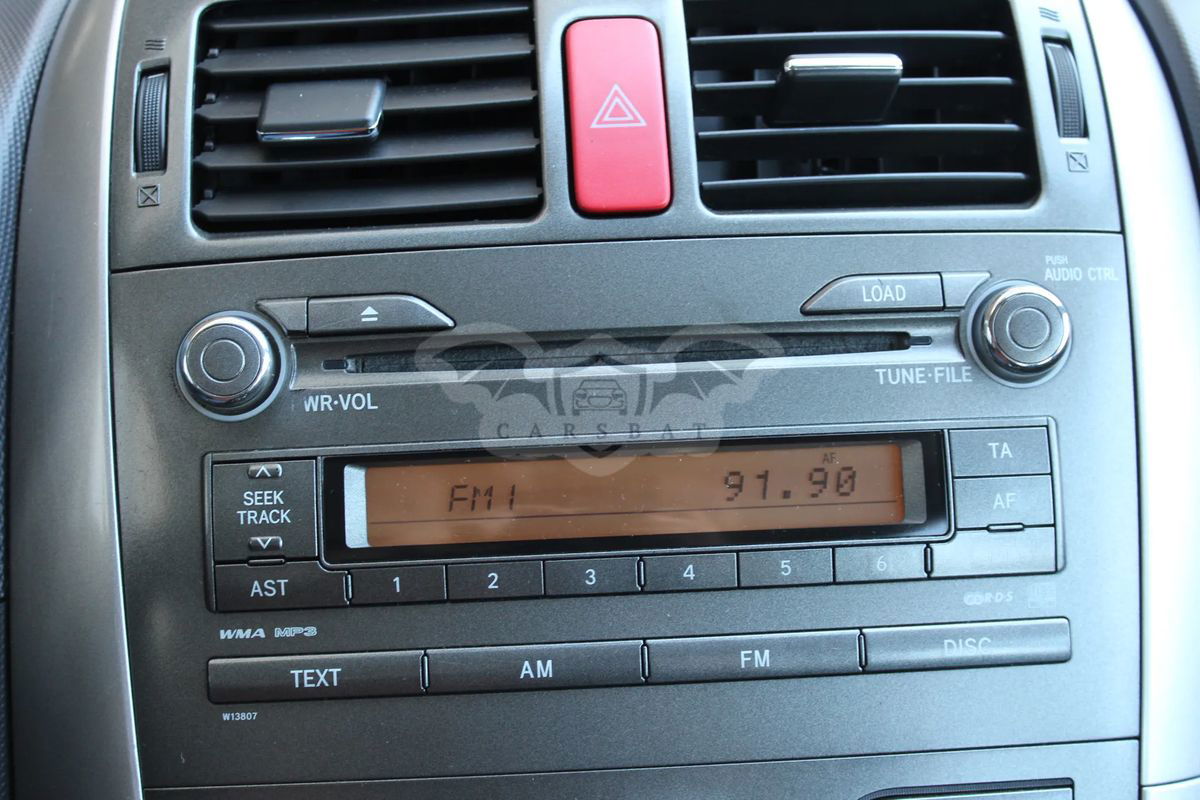 PUSH
AUDIO CTRL
LOAD
WR·VOL
TUNE·FILE
CARSBAT
AF
FM1 91.90
SEEK
TRACK
TA
AF
AST 1 2 3 4 5 6
WMA MP3
RDS
TEXT AM FM DISC
W13807